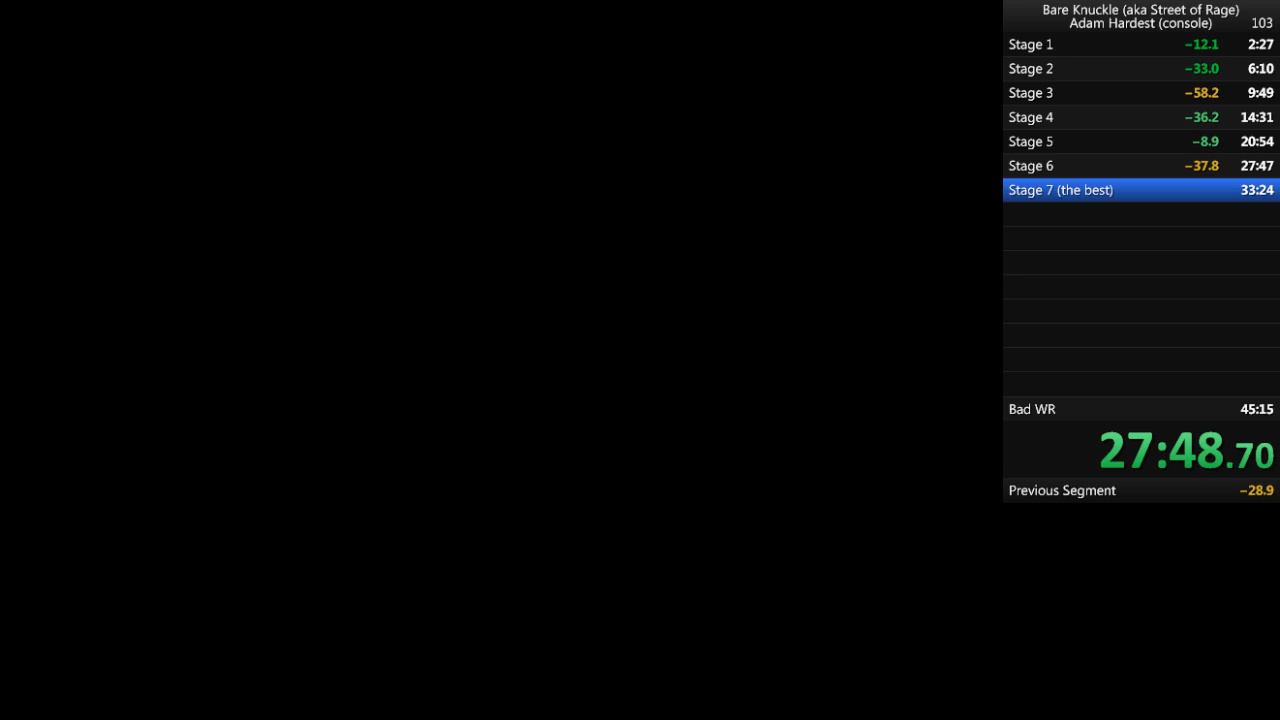 Bare Knuckle (aka Street of Rage)
Adam Hardest (console) 103
Stage 1 −12.1 2:27
Stage 2 −33.0 6:10
Stage 3 −58.2 9:49
Stage 4 −36.2 14:31
Stage 5 −8.9 20:54
Stage 6 −37.8 27:47
Stage 7 (the best) 33:24
Bad WR 45:15
27:48.70
Previous Segment −28.9